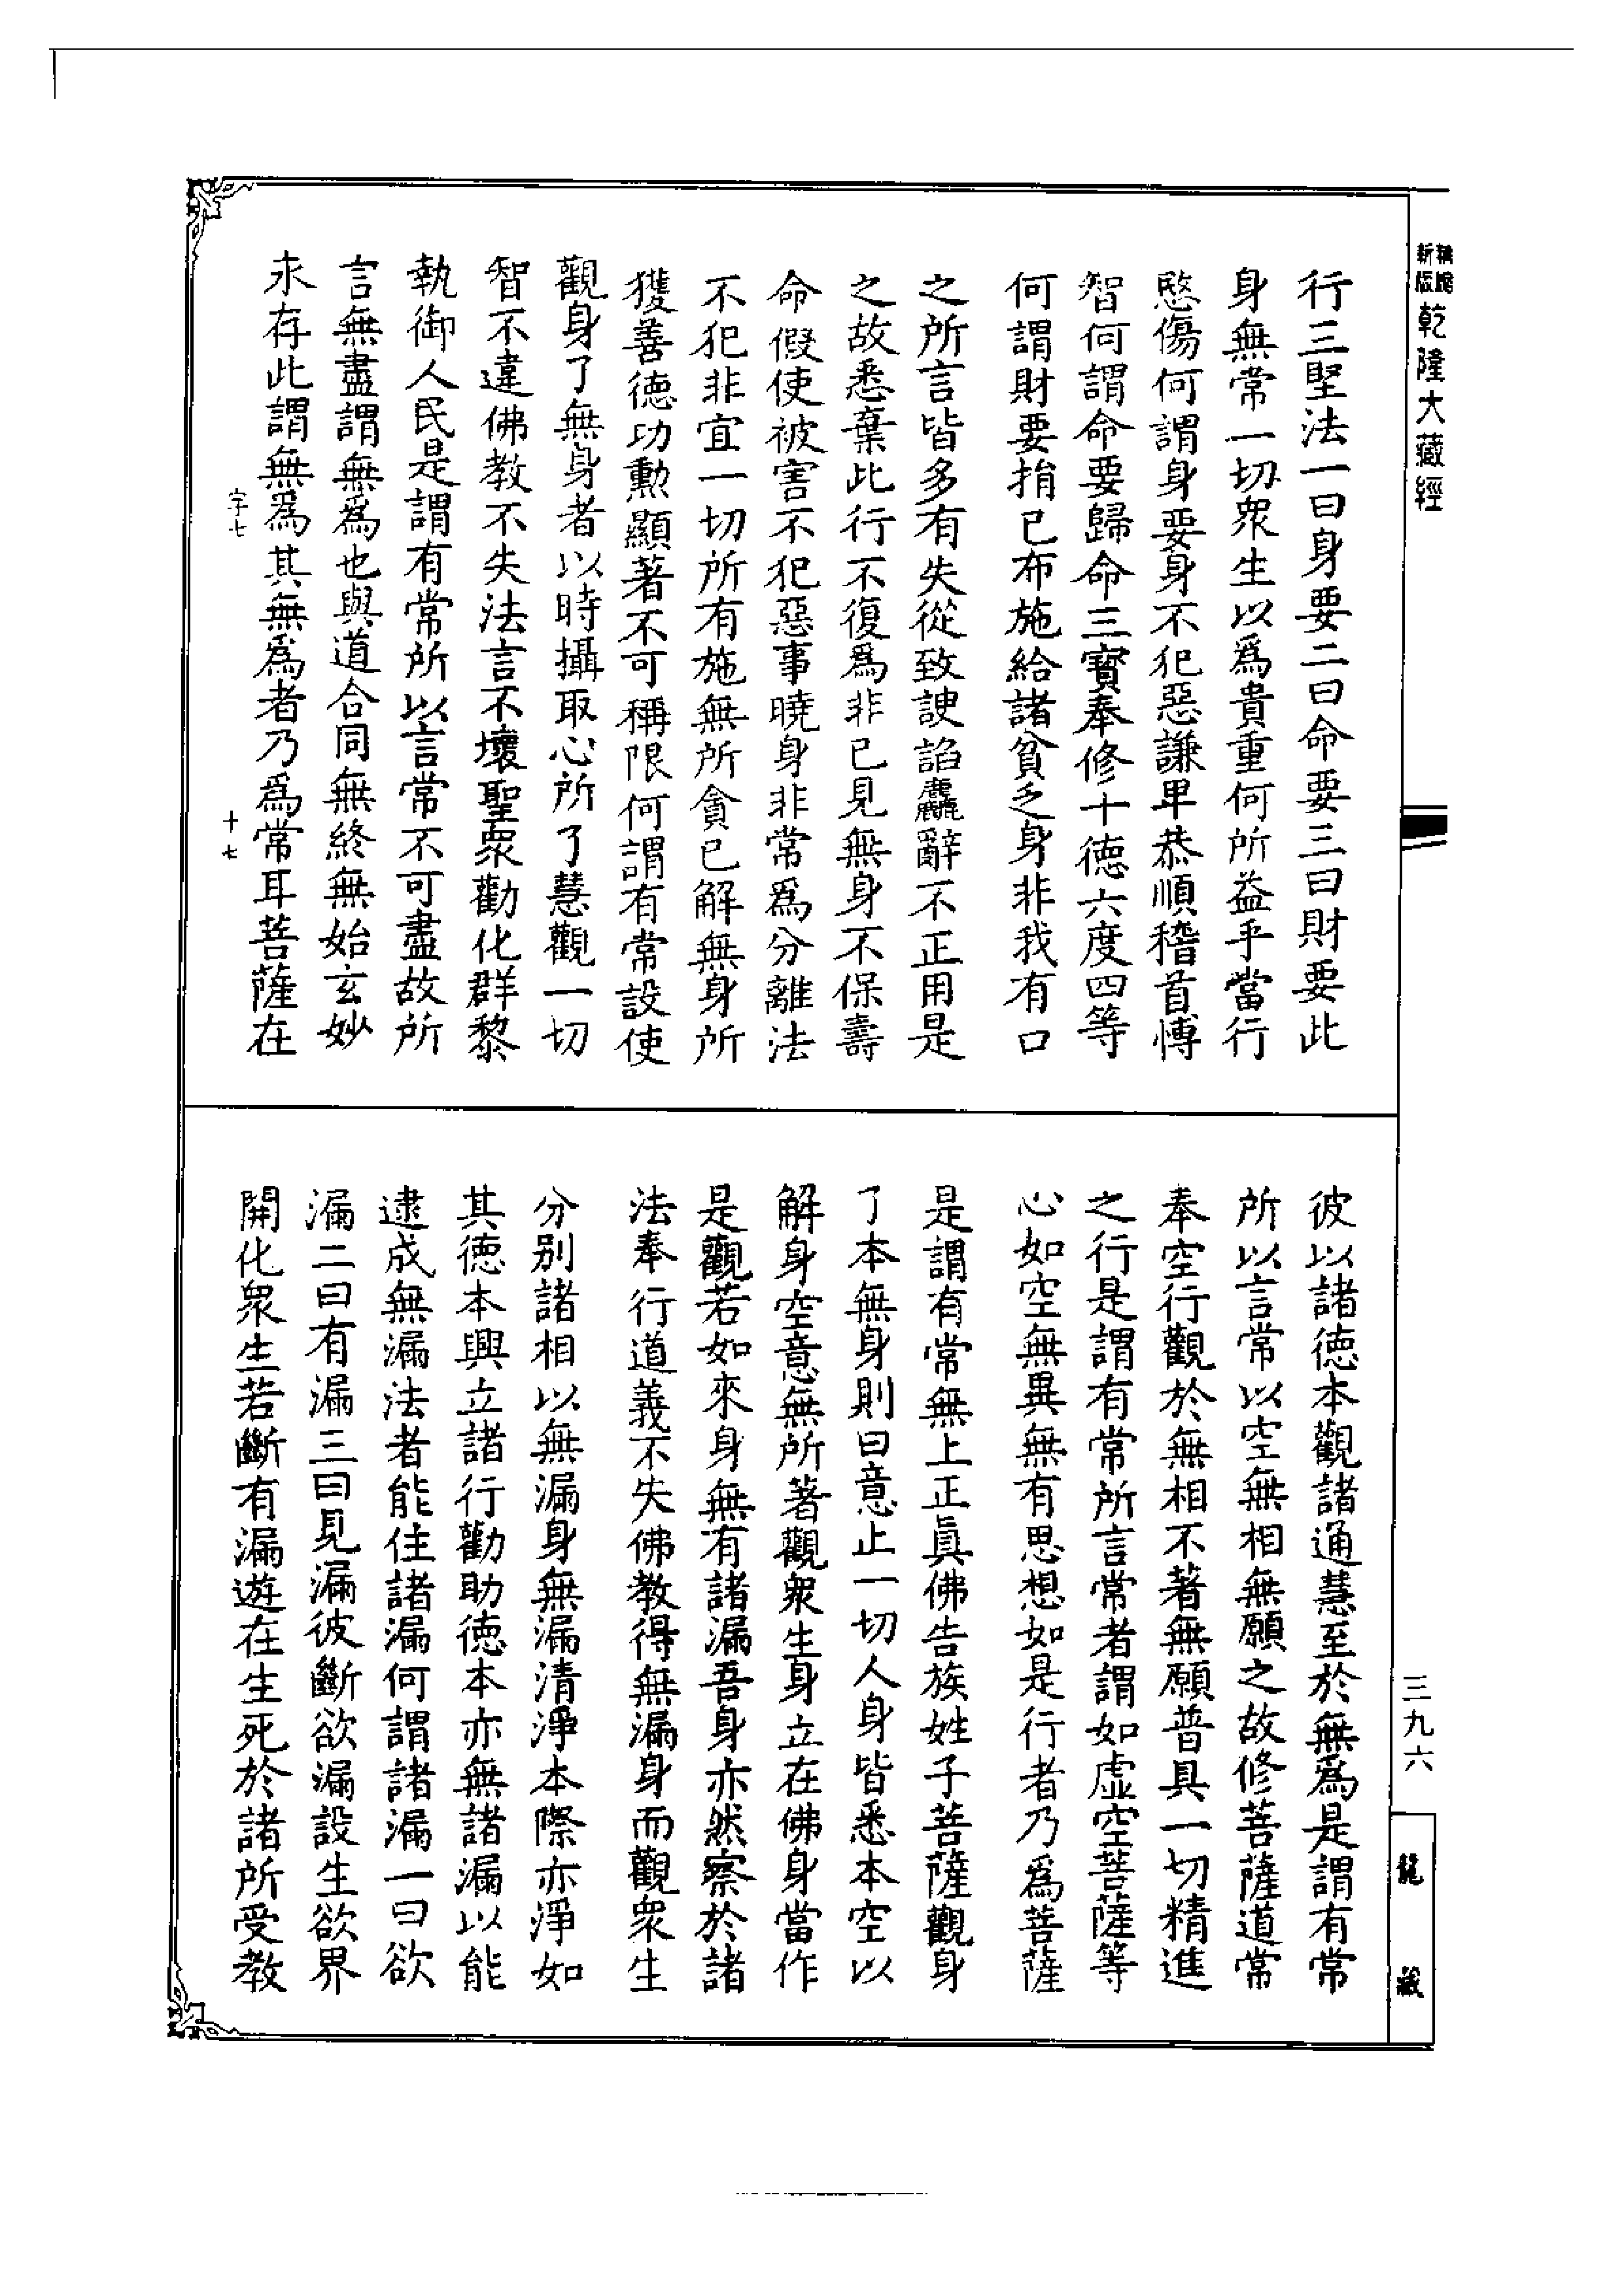 新版
乾隆大藏經
行三堅法一曰身要二曰命要三曰財要此
身無常一切衆生以爲貴重何所益乎當行
愍傷何謂身要身不犯惡謙卑恭順稽首博
智何謂命要歸命三寶奉修十德六度四等
何謂財要捐已布施給諸貧乏身非我有口
之所言皆多有失從致諛諂麤辭不正用是
之故悉棄此行不復爲非已見無身不保壽
命假使被害不犯惡事曉身非常爲分離法
不犯非宜一切所有施無所貪已解無身所
獲善德功勳顯著不可稱限何謂有常設使
觀身了無身者以時攝取心所了慧觀一切
智不違佛教不失法言不壞聖衆勸化群黎
執御人民是謂有常所以言常不可盡故所
言無盡謂無爲也與道合同無終無始玄妙
永存此謂無爲其無爲者乃爲常耳菩薩在
字七
十七
彼以諸德本觀諸通慧至於無爲是謂有常
所以言常以空無相無願之故修菩薩道常
奉空行觀於無相不著無願普具一切精進
之行是謂有常所言常者謂如虛空菩薩等
心如空無異無有思想如是行者乃爲菩薩
是謂有常無上正眞佛告族姓子菩薩觀身
了本無身則曰意止一切人身皆悉本空以
解身空意無所著觀衆生身立在佛身當作
是觀若如來身無有諸漏吾身亦然察於諸
法奉行道義不失佛教得無漏身而觀衆生
分別諸相以無漏身無漏清淨本際亦淨如
其德本興立諸行勸助德本亦無諸漏以能
逮成無漏法者能住諸漏何謂諸漏一曰欲
漏二曰有漏三曰見漏彼斷欲漏設生欲界
開化衆生若斷有漏遊在生死於諸所受教
三九六
龍藏